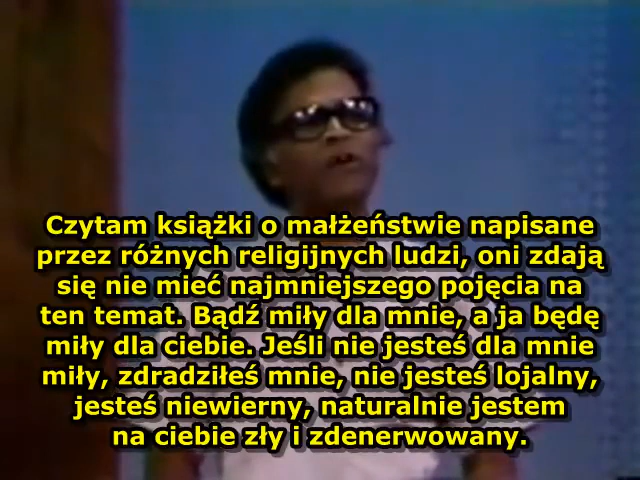 Czytam książki o małżeństwie napisane
przez różnych religijnych ludzi, oni zdają
się nie mieć najmniejszego pojęcia na
ten temat. Bądź miły dla mnie, a ja będę
miły dla ciebie. Jeśli nie jesteś dla mnie
miły, zdradziłeś mnie, nie jesteś lojalny,
jesteś niewierny, naturalnie jestem
na ciebie zły i zdenerwowany.